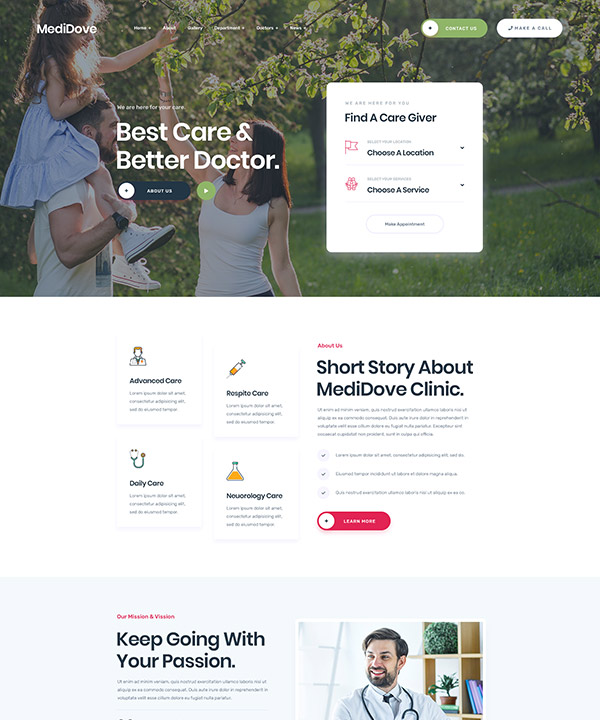 MediDove
Home + About Gallery Department + Doctors + News +
CONTACT US
MAKE A CALL
We are here for your care.
Best Care &
Better Doctor.
ABOUT US
WE ARE HERE FOR YOU
Find A Care Giver
SELECT YOUR LOCATION
Choose A Location
SELECT YOUR SERVICES
Choose A Service
Make Appointment
Advanced Care
Lorem ipsum dolor sit amet,
consectetur adipisicing elit,
sed do eiusmod tempor.
Respite Care
Lorem ipsum dolor sit amet,
consectetur adipisicing elit,
sed do eiusmod tempor.
Daily Care
Lorem ipsum dolor sit amet,
consectetur adipisicing elit,
sed do eiusmod tempor.
Neuorology Care
Lorem ipsum dolor sit amet,
consectetur adipisicing elit,
sed do eiusmod tempor.
About Us
Short Story About
MediDove Clinic.
Ut enim ad minim veniam, quis nostrud exercitation ullamco laboris nisi ut
aliquip ex ea commodo consequat. Duis aute irure dolor in reprehenderit in
voluptate velit esse cillum dolore eu fugiat nulla pariatur. Excepteur sint
occaecat cupidatat non proident, sunt in culpa qui officia.
Lorem ipsum dolor sit amet, consectetur adipisicing elit, sed do.
Eiusmod tempor incididunt ut labore et dolore magna aliqua.
Quis nostrud exercitation ullamco laboris nisi ut aliquip ex ea co.
LEARN MORE
Our Mission & Vission
Keep Going With
Your Passion.
Ut enim ad minim veniam, quis nostrud exercitation ullamco laboris nisi ut
aliquip ex ea commodo consequat. Duis aute irure dolor in reprehenderit in
voluptate velit esse cillum dolore eu fugiat nulla pariatur.